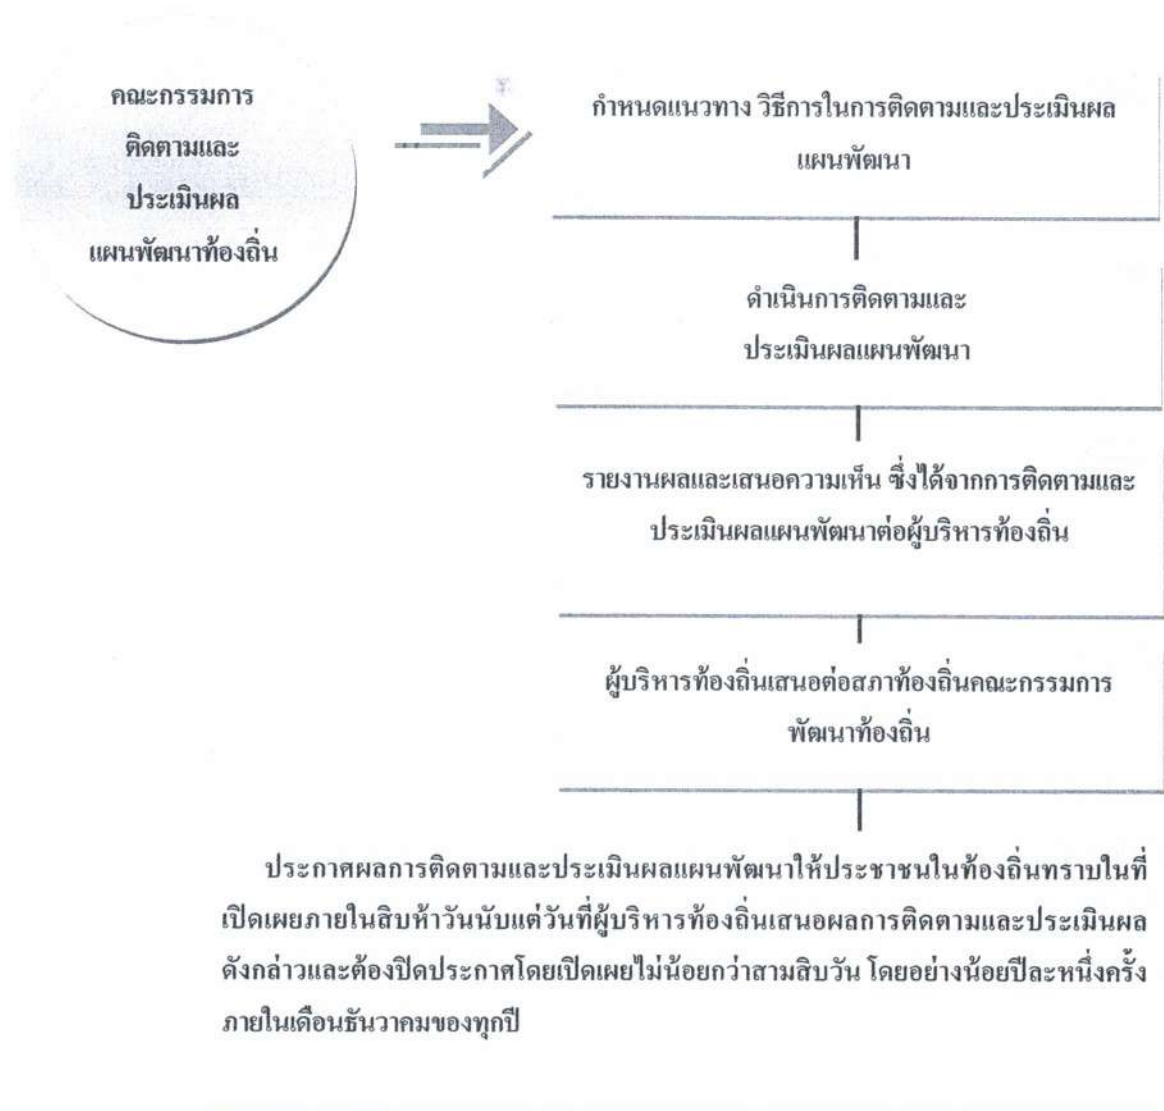 คณะกรรมการ
ติดตามและ
ประเมินผล
แผนพัฒนาท้องถิ่น
กำหนดแนวทาง วิธีการในการติดตามและประเมินผล
แผนพัฒนา
ดำเนินการติดตามและ
ประเมินผลแผนพัฒนา
รายงานผลและเสนอความเห็น ซึ่งได้จากการติดตามและ
ประเมินผลแผนพัฒนาต่อผู้บริหารท้องถิ่น
ผู้บริหารท้องถิ่นเสนอต่อสภาท้องถิ่นคณะกรรมการ
พัฒนาท้องถิ่น
ประกาศผลการติดตามและประเมินผลแผนพัฒนาให้ประชาชนในท้องถิ่นทราบในที่
เปิดเผยภายในสิบห้าวันนับแต่วันที่ผู้บริหารท้องถิ่นเสนอผลการติดตามและประเมินผล
ดังกล่าวและต้องปิดประกาศโดยเปิดเผยไม่น้อยกว่าสามสิบวัน โดยอย่างน้อยปีละหนึ่งครั้ง
ภายในเดือนธันวาคมของทุกปี